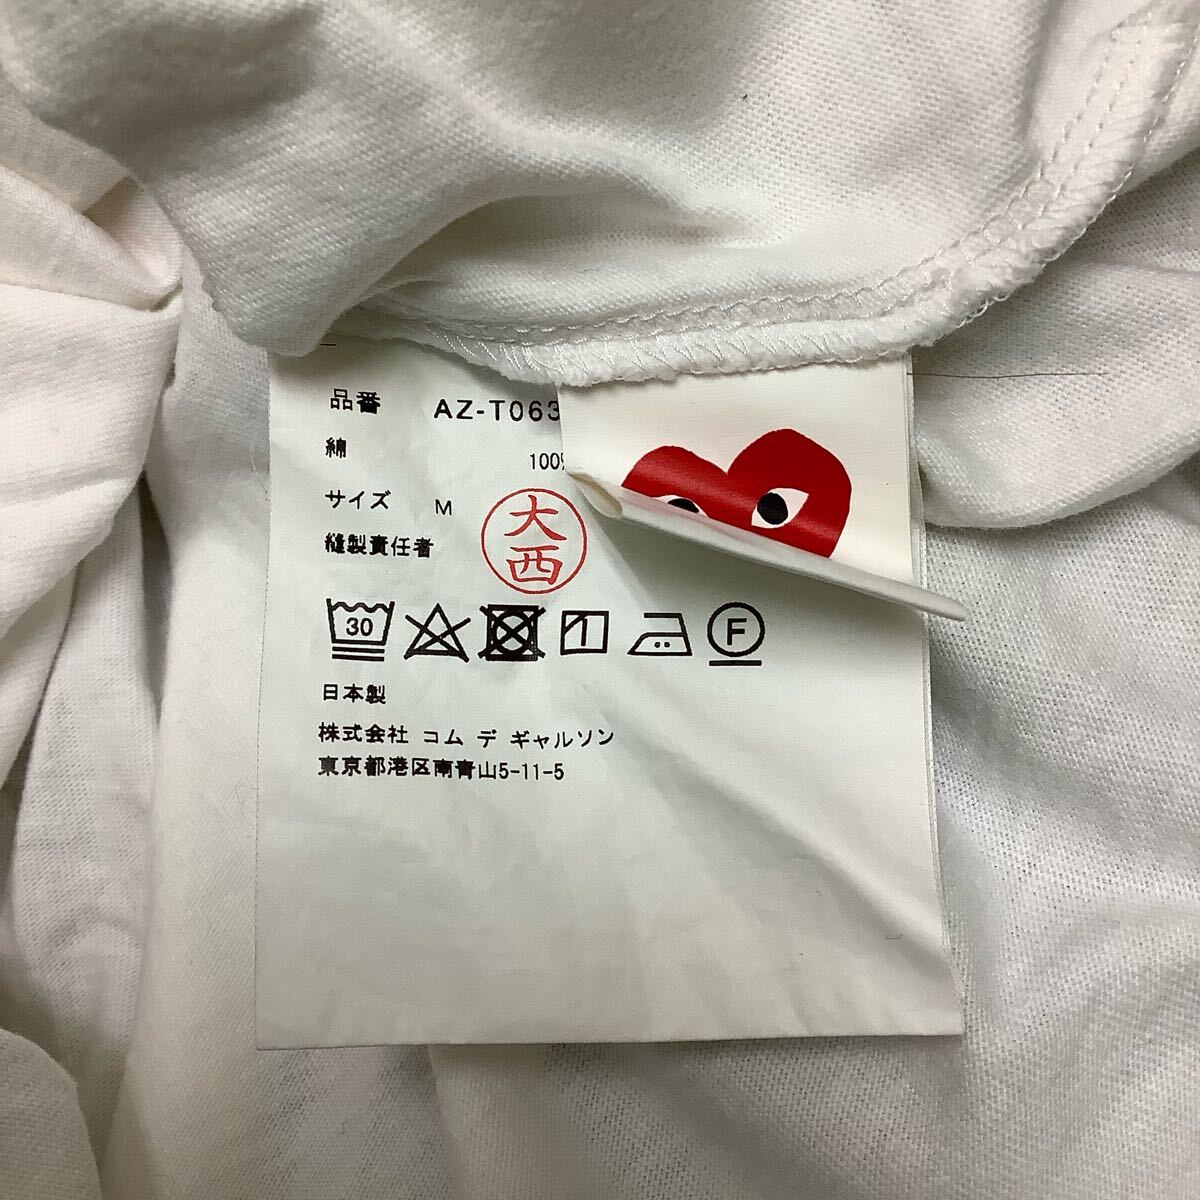 品番 AZ-T063
綿 100%
サイズ M
縫製責任者 大西
30 1 F
日本製
株式会社 コム デ ギャルソン
東京都港区南青山5-11-5